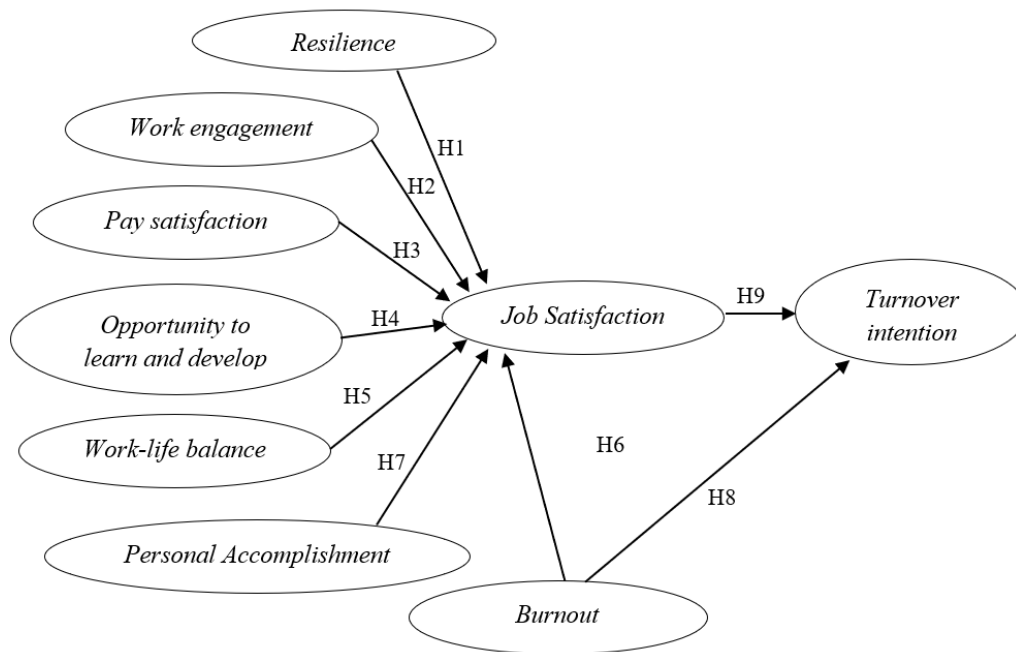 Resilience
Work engagement
H1
H2
Pay satisfaction
H3
Opportunity to
learn and develop
H4
Job Satisfaction
H9
Turnover
intention
H5
Work-life balance
H7
H6
H8
Personal Accomplishment
Burnout